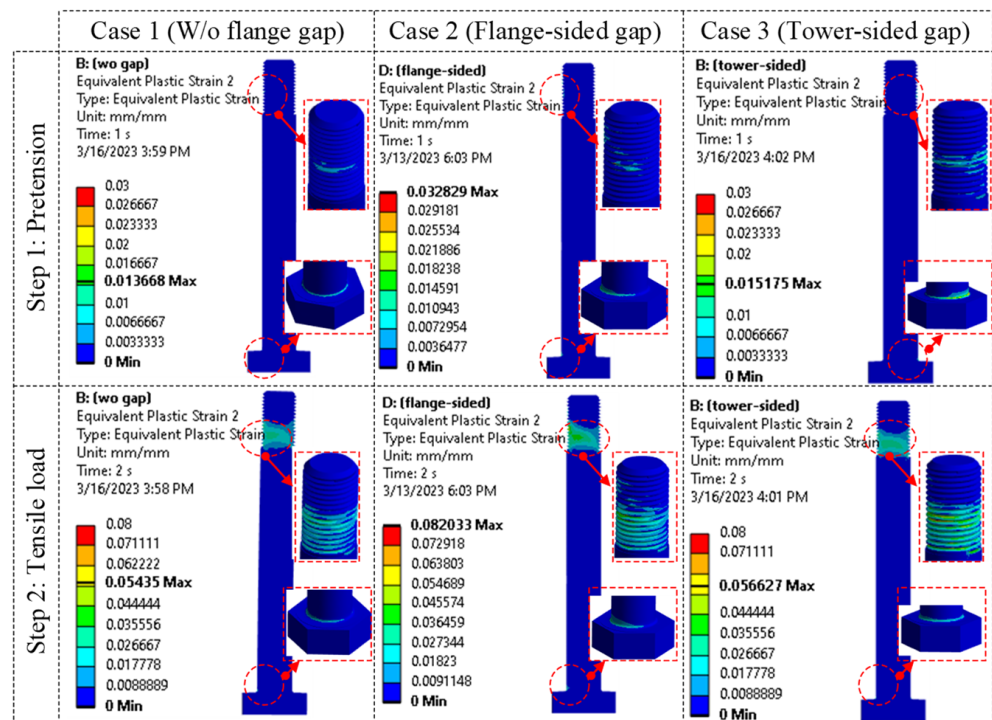 Case 1 (W/o flange gap)
Case 2 (Flange-sided gap)
Case 3 (Tower-sided gap)
Step 1: Pretension
B: (wo gap)
Equivalent Plastic Strain 2
Type: Equivalent Plastic Strain
Unit: mm/mm
Time: 1 s
3/16/2023 3:59 PM
0.03
0.026667
0.023333
0.02
0.016667
0.013668 Max
0.01
0.0066667
0.0033333
0 Min
D: (flange-sided)
Equivalent Plastic Strain 2
Type: Equivalent Plastic Strain
Unit: mm/mm
Time: 1 s
3/13/2023 6:03 PM
0.032829 Max
0.029181
0.025534
0.021886
0.018238
0.014591
0.010943
0.0072954
0.0036477
0 Min
B: (tower-sided)
Equivalent Plastic Strain 2
Type: Equivalent Plastic Strain
Unit: mm/mm
Time: 1 s
3/16/2023 4:02 PM
0.03
0.026667
0.023333
0.02
0.015175 Max
0.01
0.0066667
0.0033333
0 Min
Step 2: Tensile load
B: (wo gap)
Equivalent Plastic Strain 2
Type: Equivalent Plastic Strain
Unit: mm/mm
Time: 2 s
3/16/2023 3:58 PM
0.08
0.071111
0.062222
0.05435 Max
0.044444
0.035556
0.026667
0.017778
0.0088889
0 Min
D: (flange-sided)
Equivalent Plastic Strain 2
Type: Equivalent Plastic Strain
Unit: mm/mm
Time: 2 s
3/13/2023 6:03 PM
0.082033 Max
0.072918
0.063803
0.054689
0.045574
0.036459
0.027344
0.01823
0.0091148
0 Min
B: (tower-sided)
Equivalent Plastic Strain 2
Type: Equivalent Plastic Strain
Unit: mm/mm
Time: 2 s
3/16/2023 4:01 PM
0.08
0.071111
0.056627 Max
0.044444
0.035556
0.026667
0.017778
0.0088889
0 Min